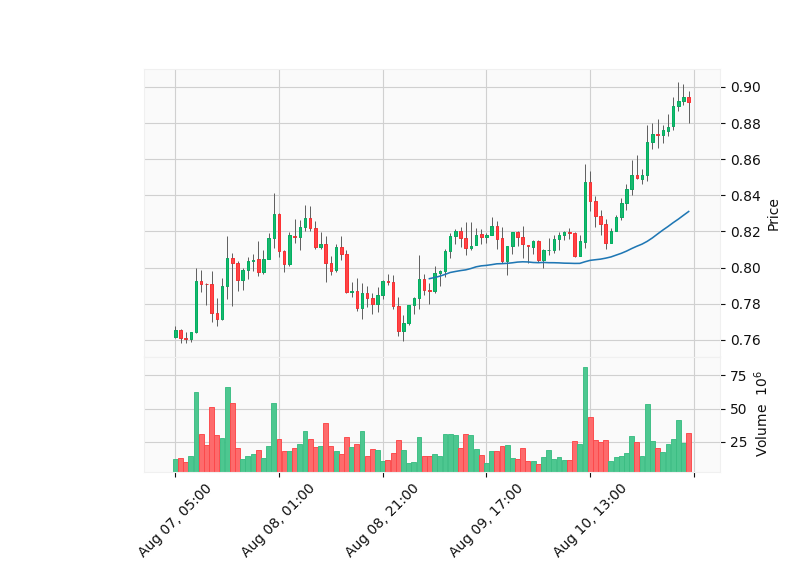 0.90
0.88
0.86
0.84
0.82
0.80
0.78
0.76
Price
75
50
25
Volume 10⁶
Aug 07, 05:00
Aug 08, 01:00
Aug 08, 21:00
Aug 09, 17:00
Aug 10, 13:00